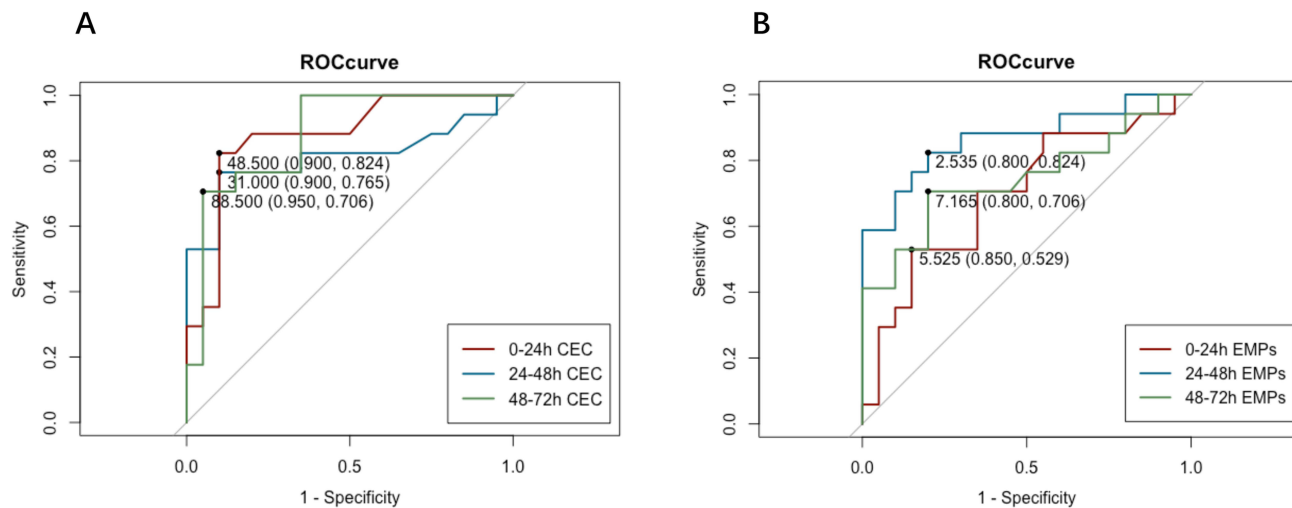 A
ROCcurve
Sensitivity
0.0
0.2
0.4
0.6
0.8
1.0
48.500 (0.900, 0.824)
31.000 (0.900, 0.765)
88.500 (0.950, 0.706)
0-24h CEC
24-48h CEC
48-72h CEC
0.0
0.5
1.0
1 - Specificity
B
ROCcurve
Sensitivity
0.0
0.2
0.4
0.6
0.8
1.0
2.535 (0.800, 0.824)
7.165 (0.800, 0.706)
5.525 (0.850, 0.529)
0-24h EMPs
24-48h EMPs
48-72h EMPs
0.0
0.5
1.0
1 - Specificity